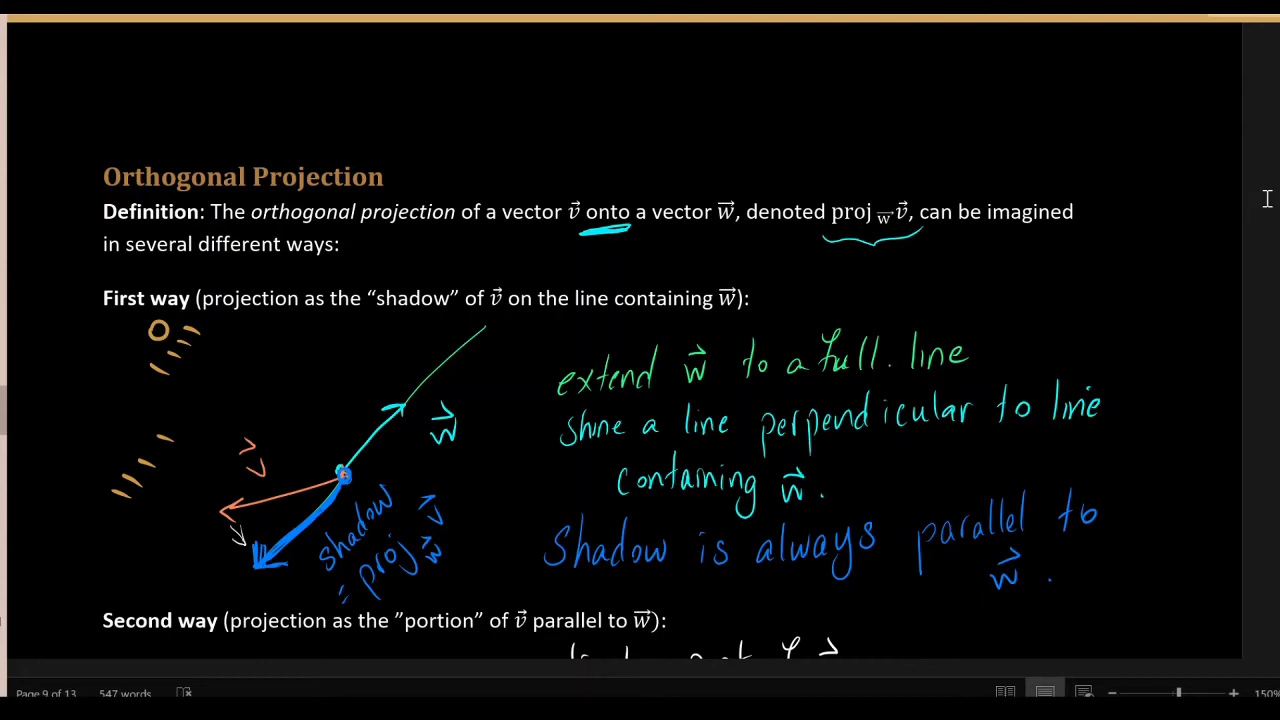 Orthogonal Projection
Definition: The orthogonal projection of a vector v⃗ onto a vector w⃗, denoted proj w⃗ v⃗, can be imagined
in several different ways:
First way (projection as the “shadow” of v⃗ on the line containing w⃗):
extend w⃗ to a full. line
shine a line perpendicular to line
containing w⃗.
w⃗
v⃗
shadow
= proj w⃗ v⃗
Shadow is always parallel to
w⃗.
Second way (projection as the ”portion” of v⃗ parallel to w⃗):
Page 9 of 13 547 words 150%